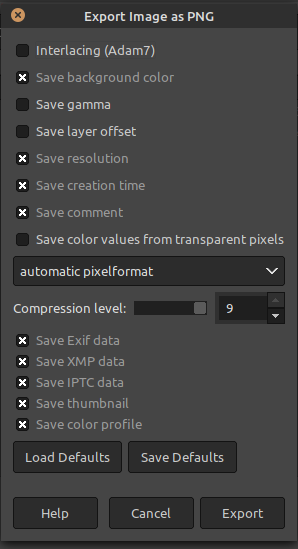 Export Image as PNG
Interlacing (Adam7)
Save background color
Save gamma
Save layer offset
Save resolution
Save creation time
Save comment
Save color values from transparent pixels
automatic pixelformat
Compression level: 9
Save Exif data
Save XMP data
Save IPTC data
Save thumbnail
Save color profile
Load Defaults Save Defaults
Help Cancel Export